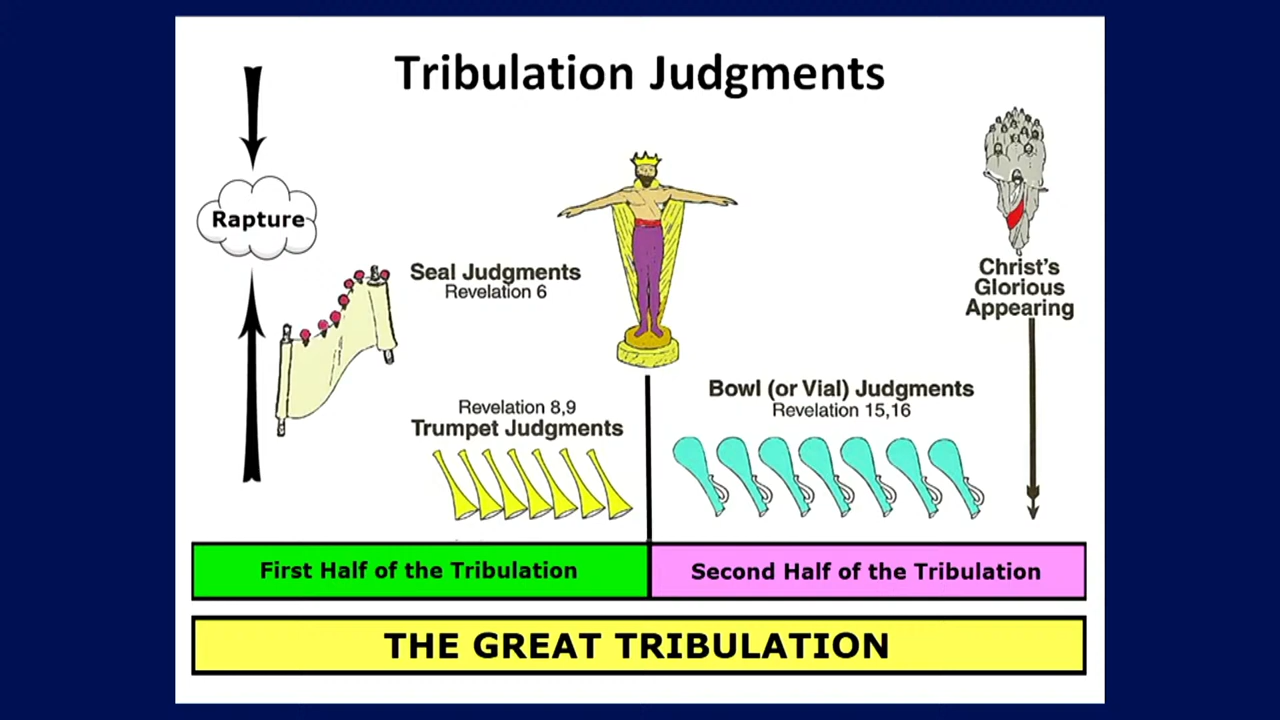 Tribulation Judgments
Rapture
Seal Judgments
Revelation 6
Christ's
Glorious
Appearing
Revelation 8,9
Trumpet Judgments
Bowl (or Vial) Judgments
Revelation 15,16
First Half of the Tribulation
Second Half of the Tribulation
THE GREAT TRIBULATION